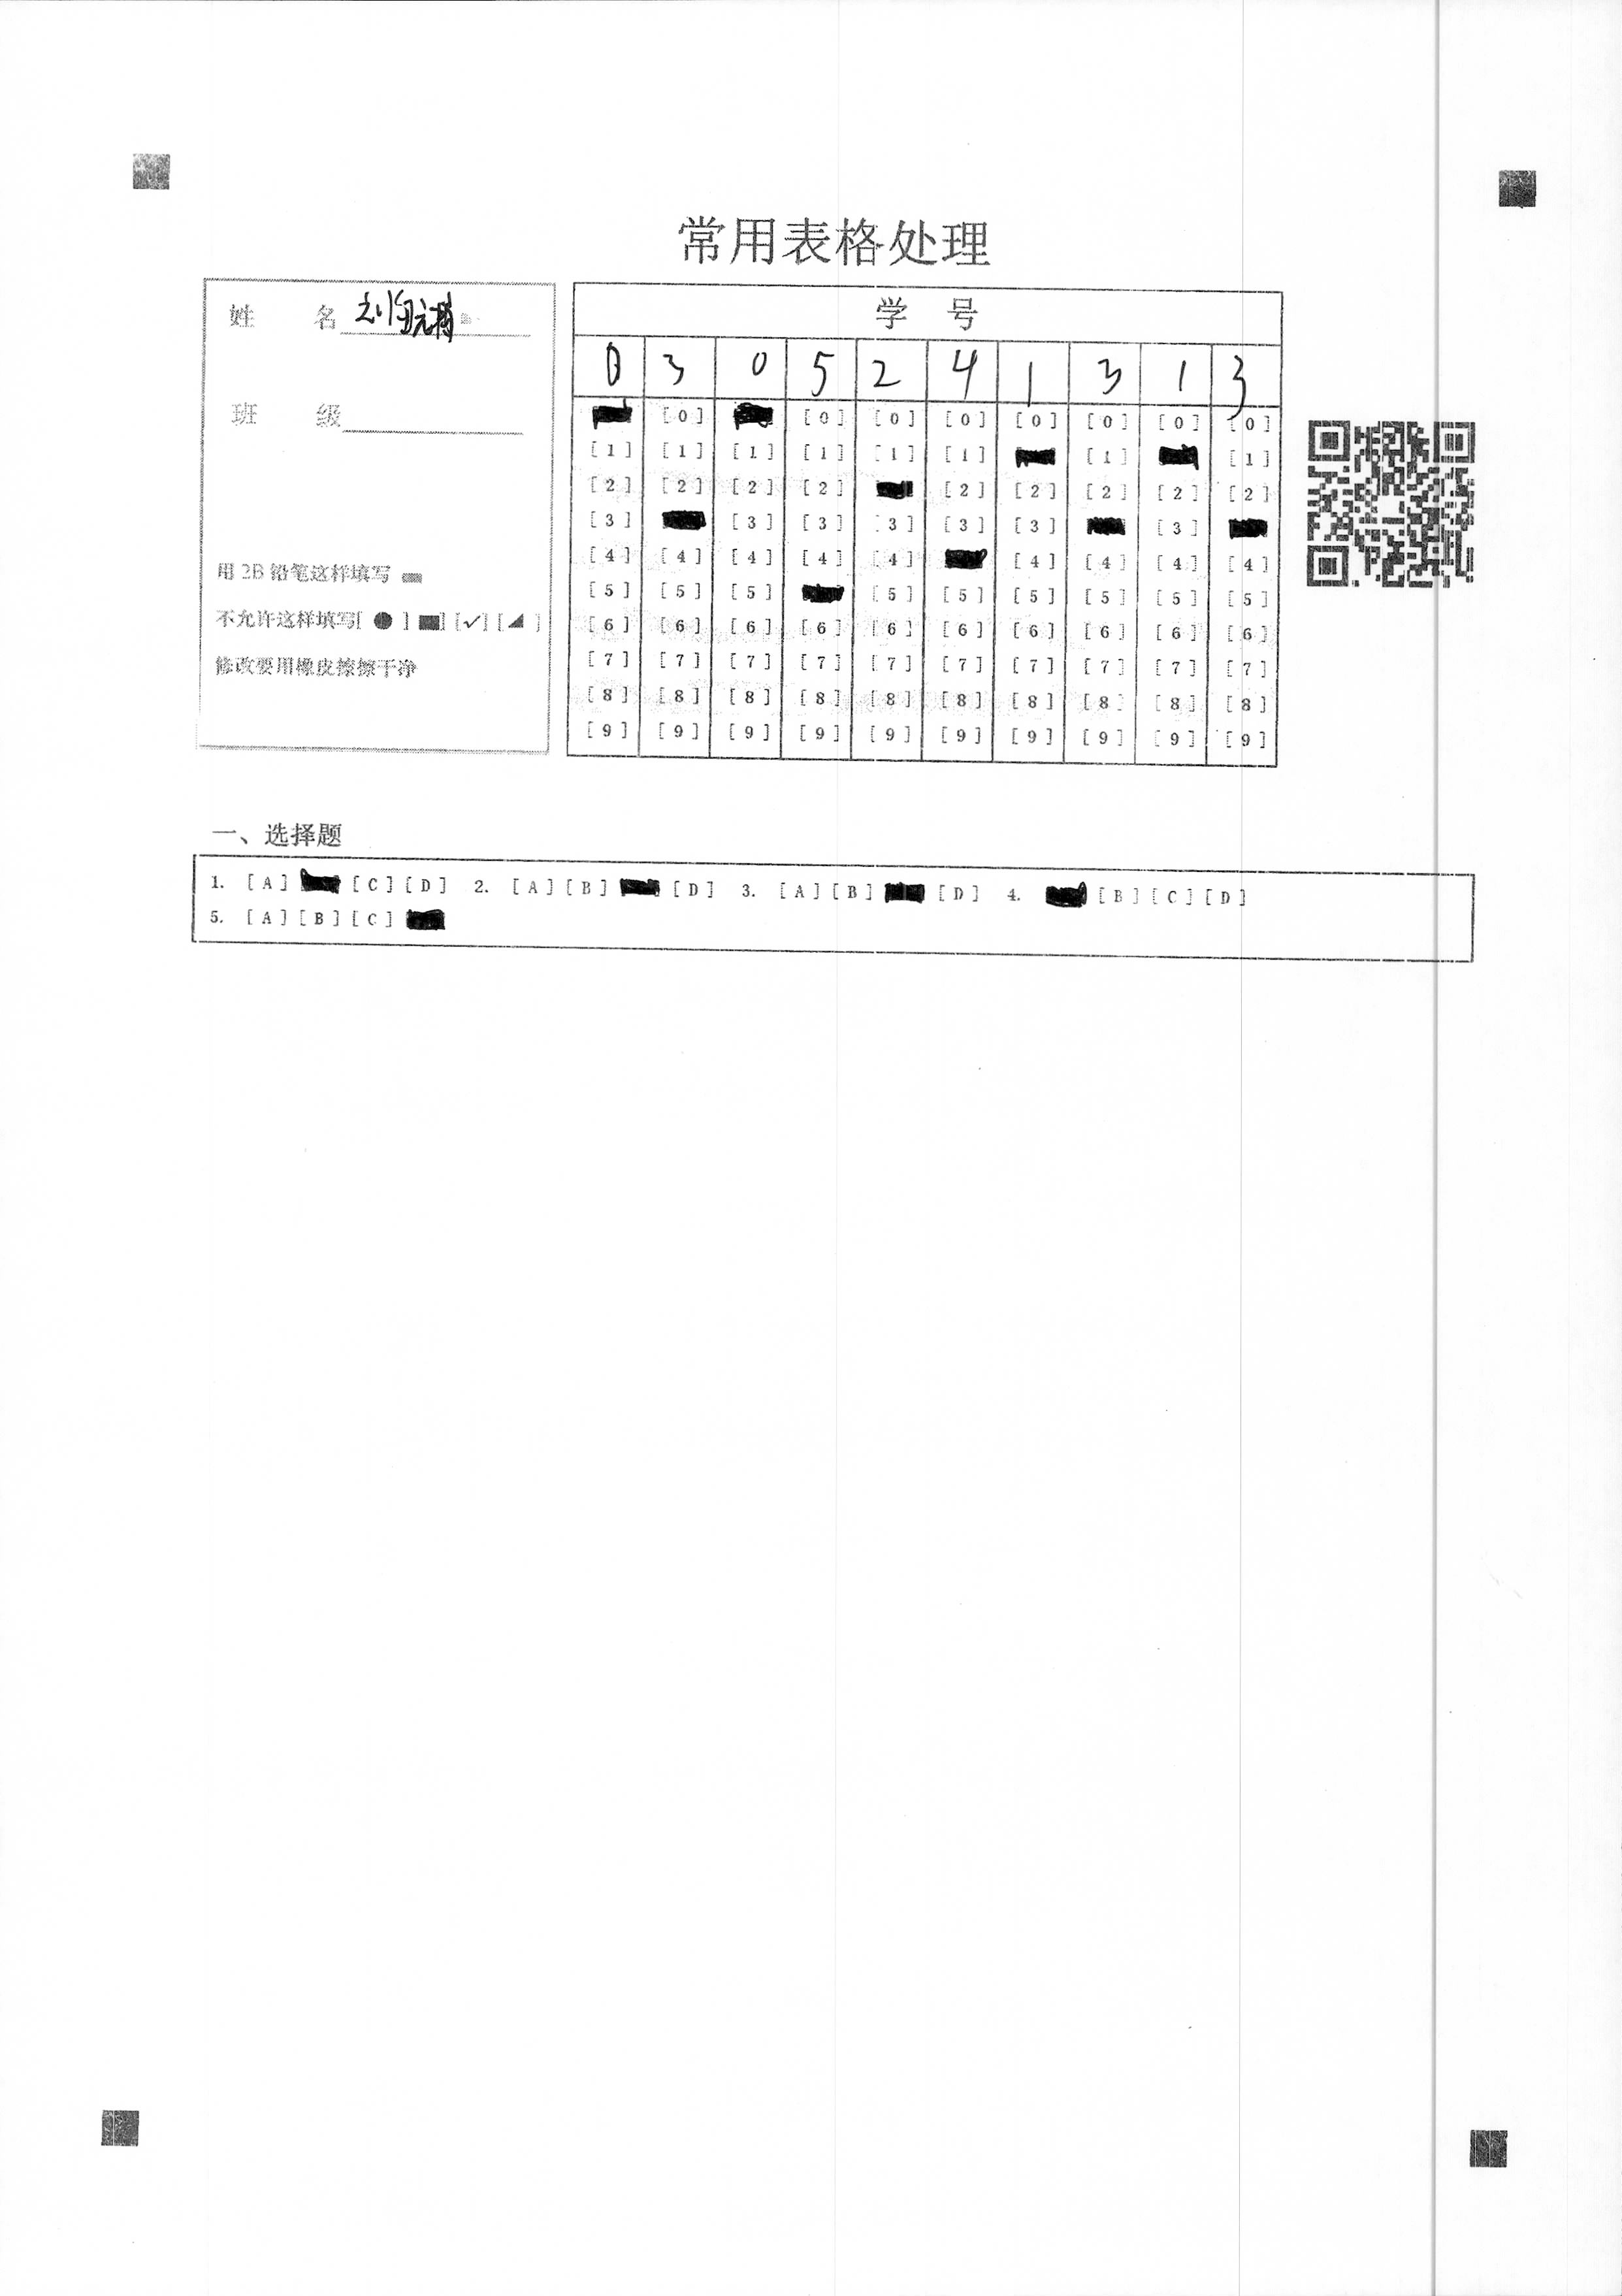 常用表格处理
姓 名
班 级
用 2B 铅笔这样填写
不允许这样填写[ ● ] [✓] [ ◢ ]
修改要用橡皮擦擦干净
学 号
0 3 0 5 2 4 1 3 1 3
[0] [0] [0] [0] [0] [0] [0] [0]
[1] [1] [1] [1] [1] [1] [1] [1]
[2] [2] [2] [2] [2] [2] [2] [2] [2]
[3] [3] [3] [3] [3] [3] [3]
[4] [4] [4] [4] [4] [4] [4] [4] [4]
[5] [5] [5] [5] [5] [5] [5] [5] [5]
[6] [6] [6] [6] [6] [6] [6] [6] [6] [6]
[7] [7] [7] [7] [7] [7] [7] [7] [7] [7]
[8] [8] [8] [8] [8] [8] [8] [8] [8] [8]
[9] [9] [9] [9] [9] [9] [9] [9] [9] [9]
一、选择题
1. [A] [C] [D] 2. [A] [B] [D] 3. [A] [B] [D] 4. [B] [C] [D]
5. [A] [B] [C]